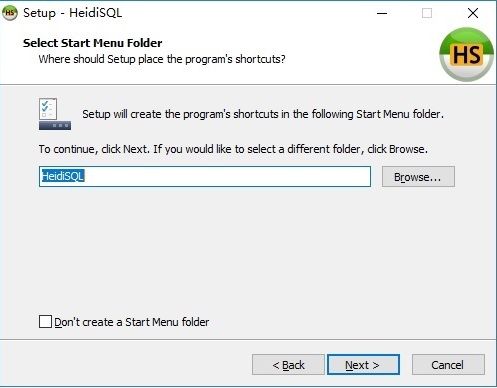 Setup - HeidiSQL
Select Start Menu Folder
Where should Setup place the program's shortcuts?
HS
Setup will create the program's shortcuts in the following Start Menu folder.
To continue, click Next. If you would like to select a different folder, click Browse.
HeidiSQL
Browse...
Don't create a Start Menu folder
< Back
Next >
Cancel